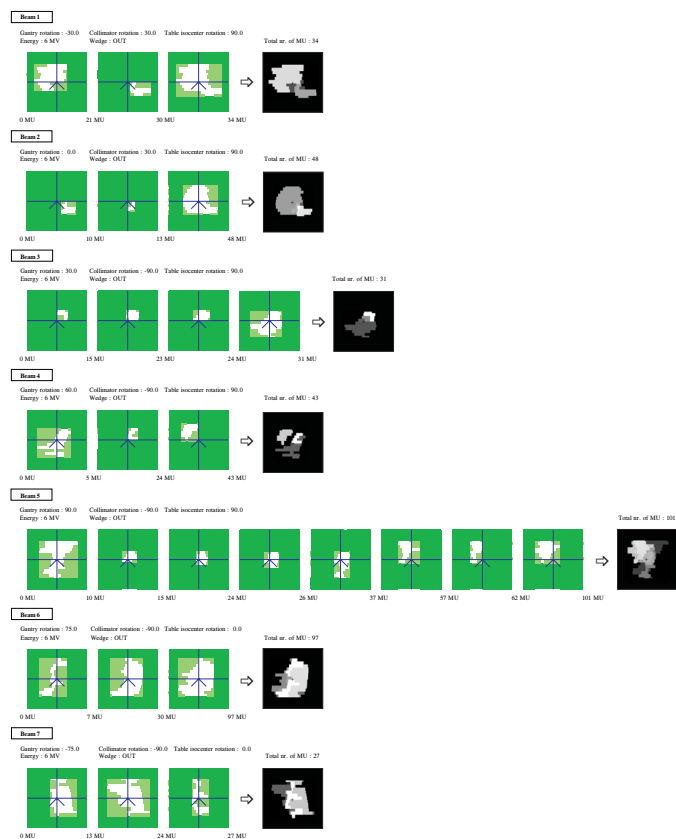 Beam 1
Gantry rotation : -30.0 Collimator rotation : 30.0 Table isocenter rotation : 90.0
Energy : 6 MV Wedge : OUT Total nr. of MU : 34
0 MU 21 MU 30 MU 34 MU
Beam 2
Gantry rotation : 0.0 Collimator rotation : 30.0 Table isocenter rotation : 90.0
Energy : 6 MV Wedge : OUT Total nr. of MU : 48
0 MU 10 MU 13 MU 48 MU
Beam 3
Gantry rotation : 30.0 Collimator rotation : -90.0 Table isocenter rotation : 90.0
Energy : 6 MV Wedge : OUT Total nr. of MU : 31
0 MU 15 MU 23 MU 24 MU 31 MU
Beam 4
Gantry rotation : 60.0 Collimator rotation : -90.0 Table isocenter rotation : 90.0
Energy : 6 MV Wedge : OUT Total nr. of MU : 43
0 MU 5 MU 24 MU 43 MU
Beam 5
Gantry rotation : 90.0 Collimator rotation : -90.0 Table isocenter rotation : 90.0
Energy : 6 MV Wedge : OUT Total nr. of MU : 101
0 MU 10 MU 15 MU 24 MU 26 MU 37 MU 57 MU 62 MU 101 MU
Beam 6
Gantry rotation : 75.0 Collimator rotation : -90.0 Table isocenter rotation : 0.0
Energy : 6 MV Wedge : OUT Total nr. of MU : 97
0 MU 7 MU 30 MU 97 MU
Beam 7
Gantry rotation : -75.0 Collimator rotation : -90.0 Table isocenter rotation : 0.0
Energy : 6 MV Wedge : OUT Total nr. of MU : 27
0 MU 13 MU 24 MU 27 MU